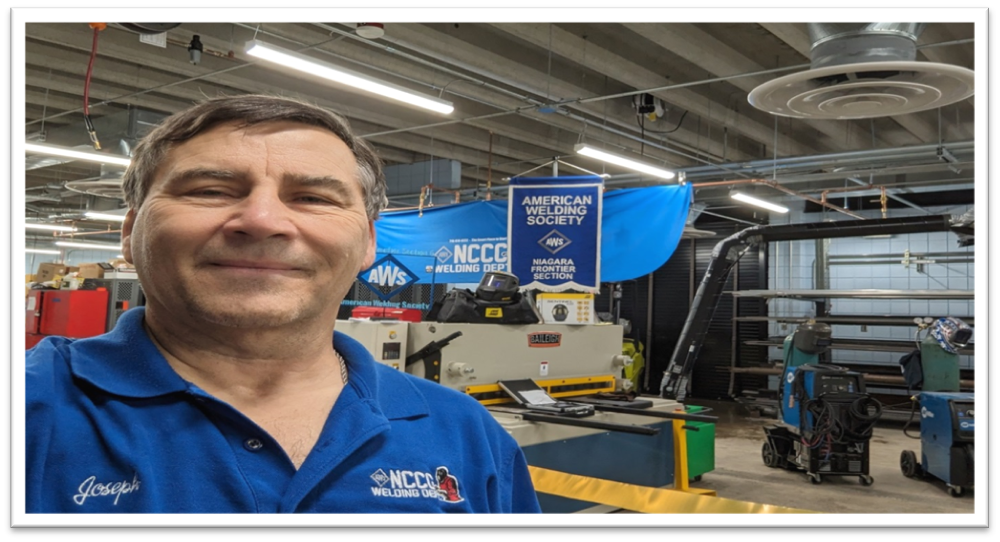 AMERICAN
WELDING
SOCIETY
AWS
NIAGARA
FRONTIER
SECTION
NCCC
WELDING DEPT
AWS
American Welding Society
BAILEIGH
Joseph
AWS
NCCC
WELDING DEPT